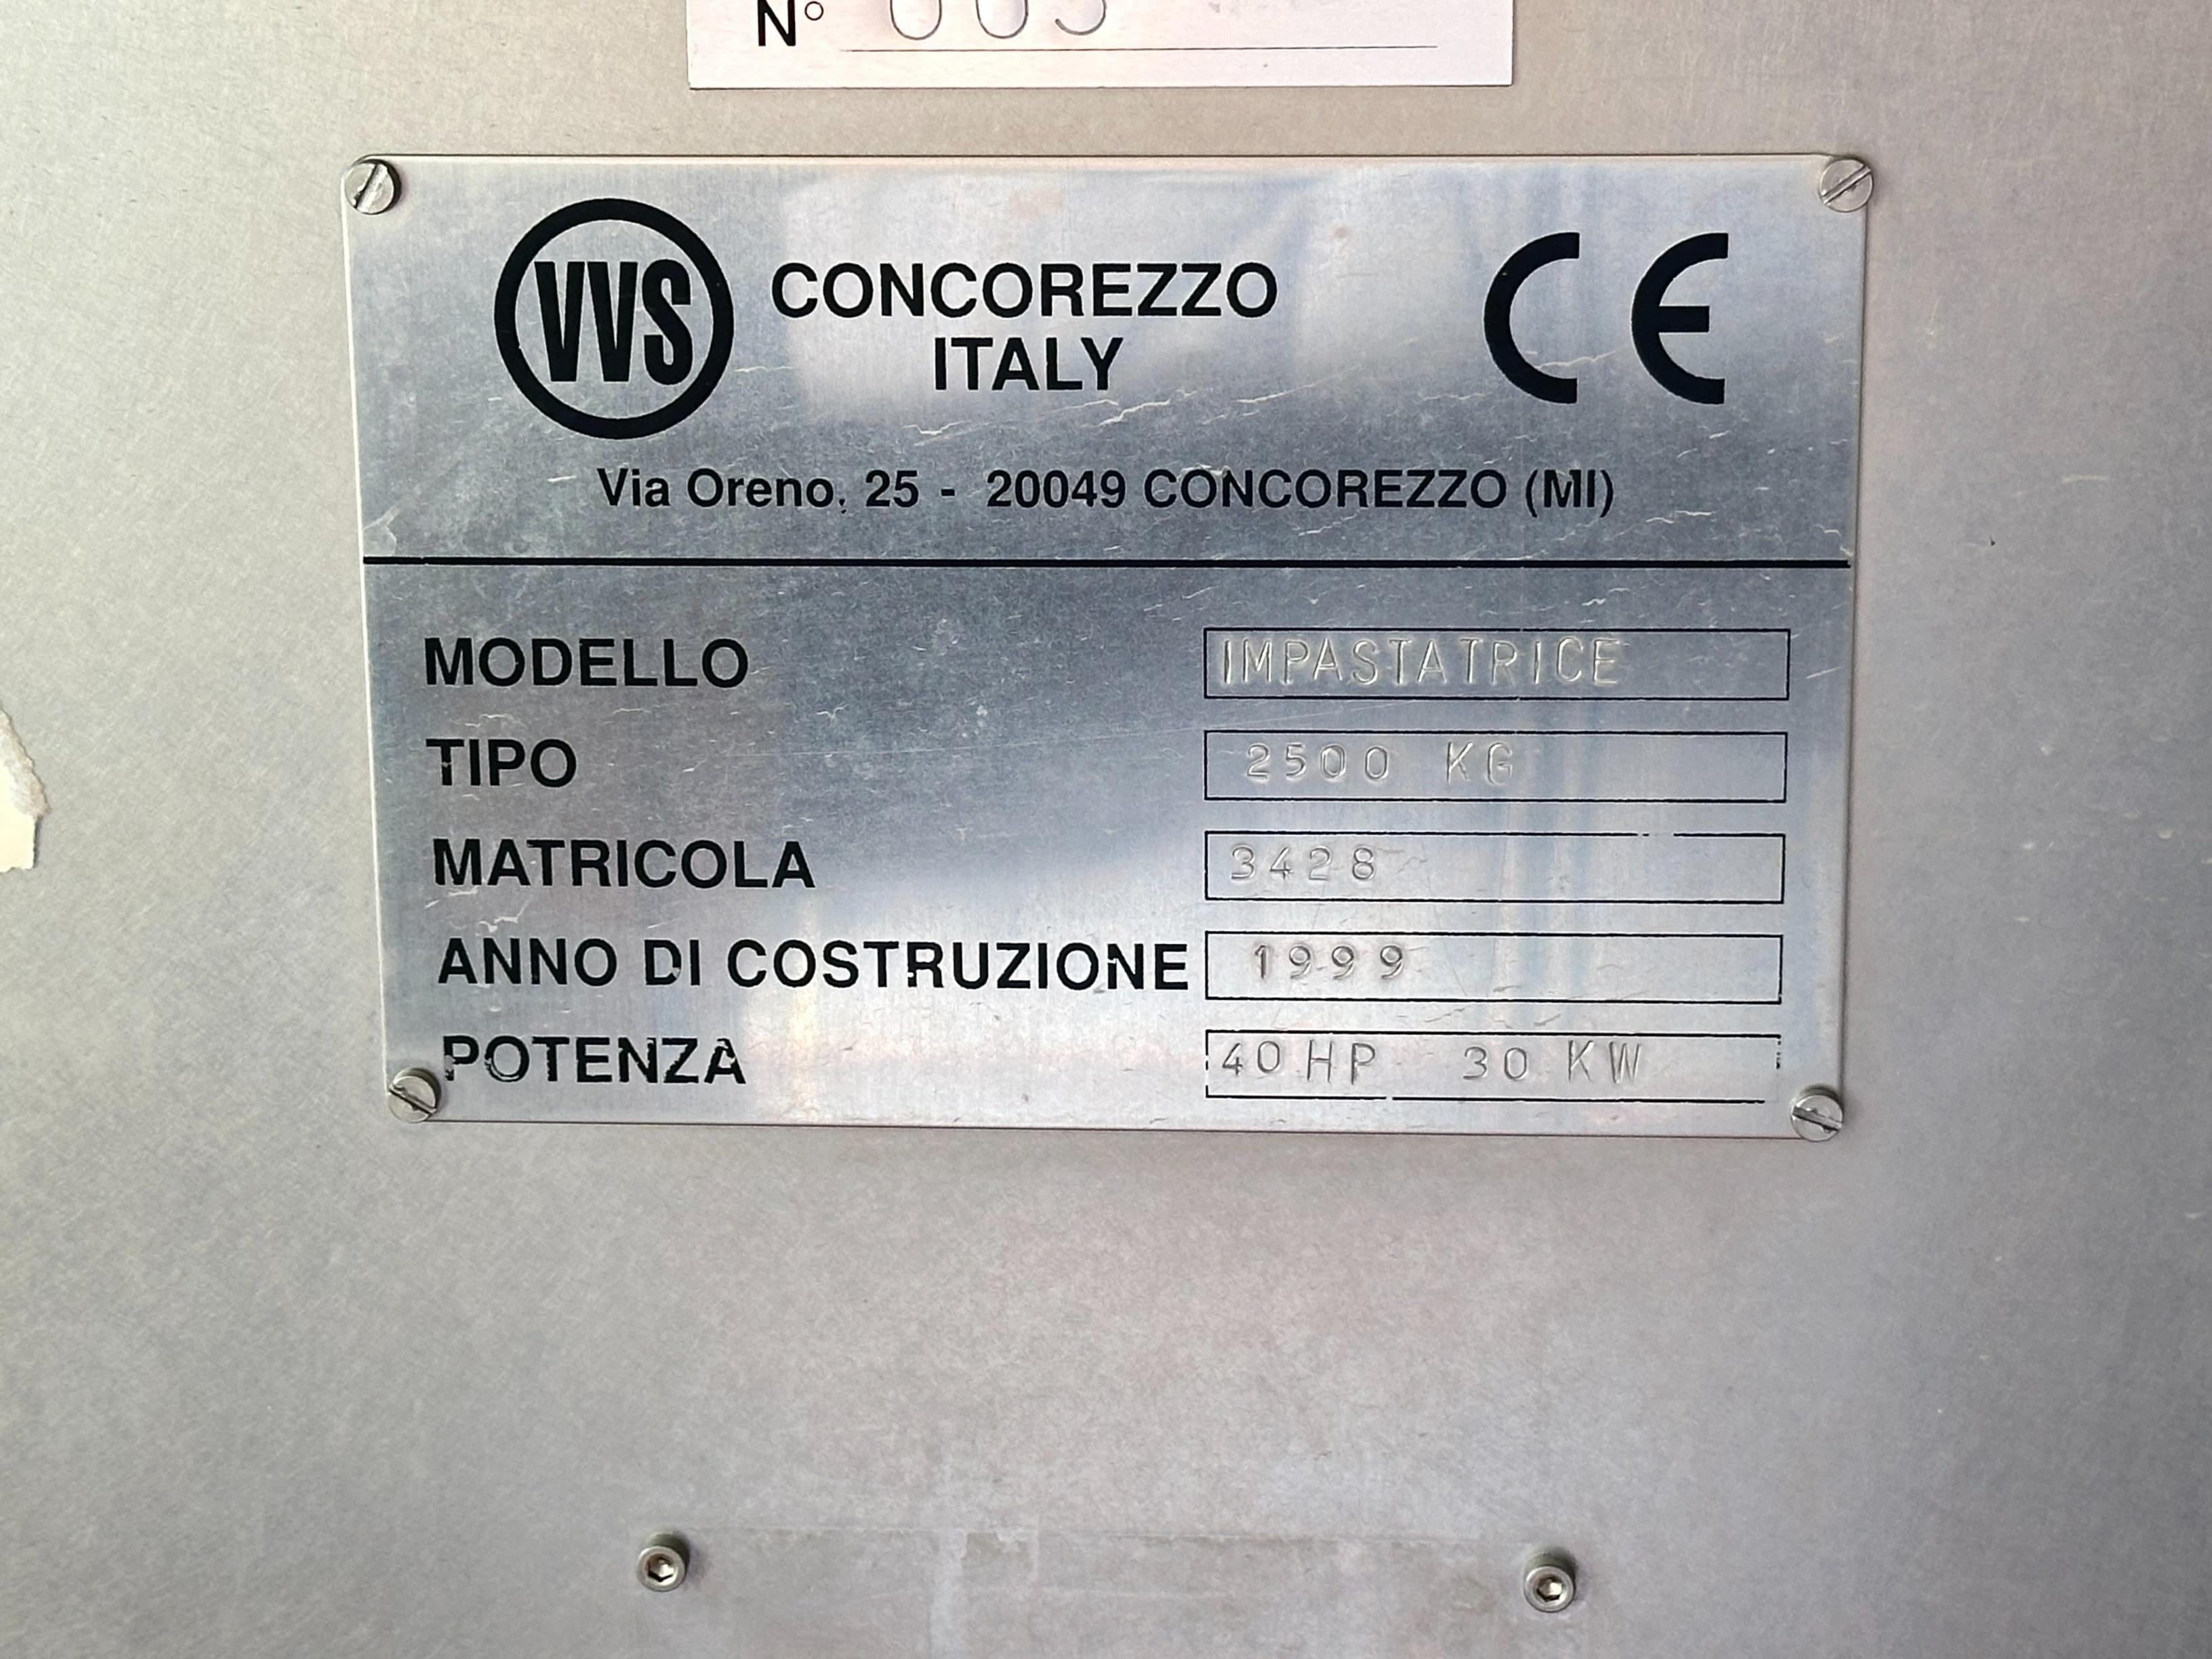 N°
VVS
CONCOREZZO
ITALY
CE
Via Oreno, 25 - 20049 CONCOREZZO (MI)
MODELLO IMPASTATRICE
TIPO 2500 KG
MATRICOLA 3428
ANNO DI COSTRUZIONE 1999
POTENZA 40 HP 30 KW